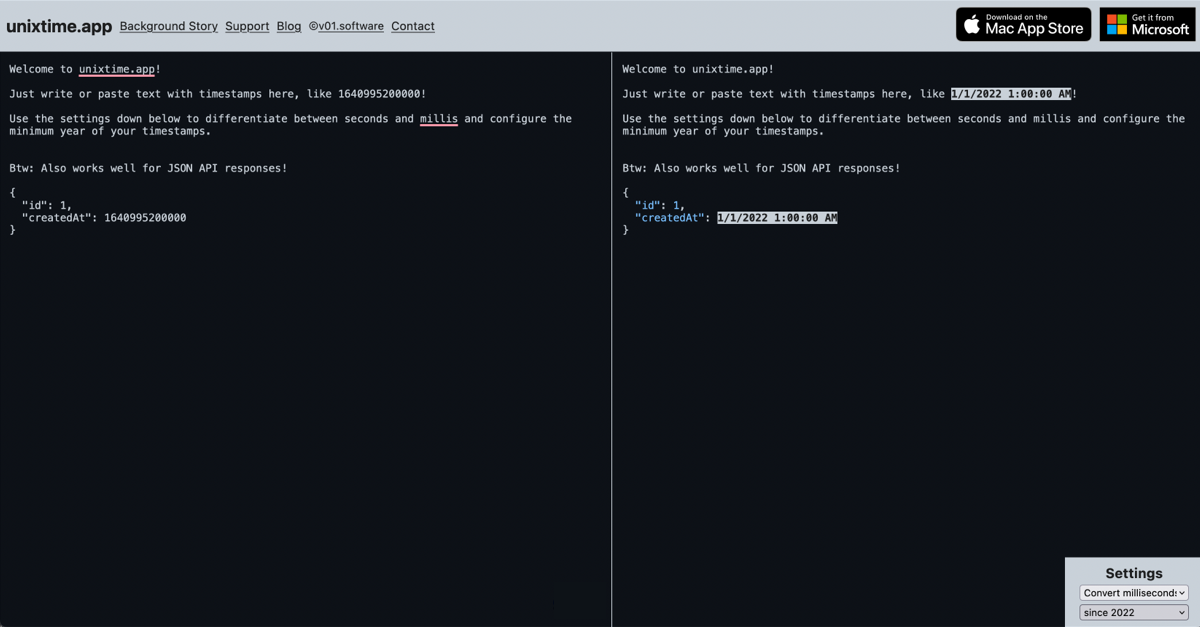 unixtime.app Background Story Support Blog @v01.software Contact
Download on the
Mac App Store
Get it from
Microsoft
Welcome to unixtime.app!
Just write or paste text with timestamps here, like 1640995200000!
Use the settings down below to differentiate between seconds and millis and configure the
minimum year of your timestamps.
Btw: Also works well for JSON API responses!
{
"id": 1,
"createdAt": 1640995200000
}
Welcome to unixtime.app!
Just write or paste text with timestamps here, like 1/1/2022 1:00:00 AM!
Use the settings down below to differentiate between seconds and millis and configure the
minimum year of your timestamps.
Btw: Also works well for JSON API responses!
{
"id": 1,
"createdAt": 1/1/2022 1:00:00 AM
}
Settings
Convert milliseconds
since 2022